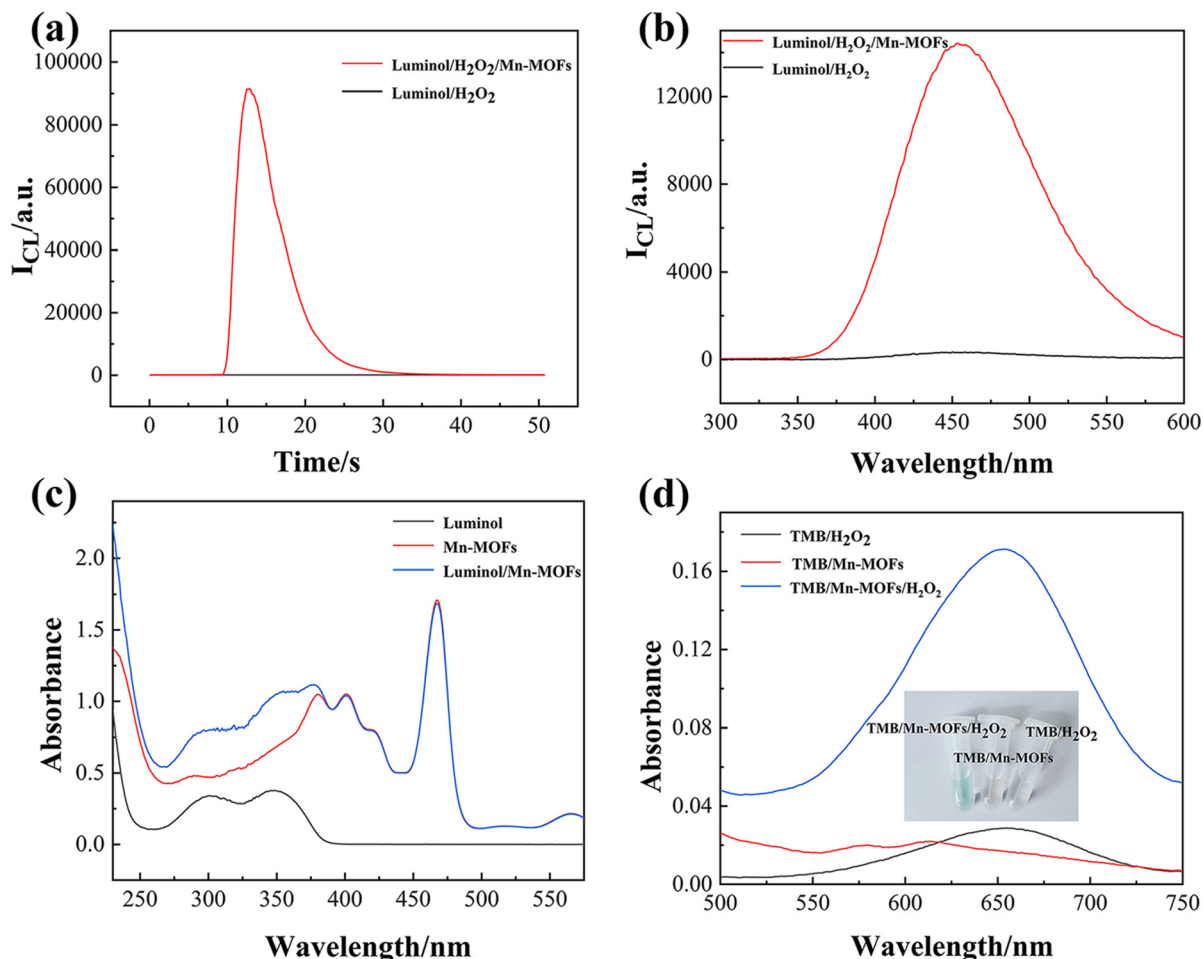 (a)
Luminol/H₂O₂/Mn-MOFs
Luminol/H₂O₂
100000
80000
60000
40000
20000
0
I_CL/a.u.
0 10 20 30 40 50
Time/s
(b)
Luminol/H₂O₂/Mn-MOFs
Luminol/H₂O₂
12000
8000
4000
0
I_CL/a.u.
300 350 400 450 500 550 600
Wavelength/nm
(c)
Luminol
Mn-MOFs
Luminol/Mn-MOFs
2.0
1.5
1.0
0.5
0.0
Absorbance
250 300 350 400 450 500 550
Wavelength/nm
(d)
TMB/H₂O₂
TMB/Mn-MOFs
TMB/Mn-MOFs/H₂O₂
0.16
0.12
0.08
0.04
0.00
Absorbance
TMB/Mn-MOFs/H₂O₂
TMB/H₂O₂
TMB/Mn-MOFs
500 550 600 650 700 750
Wavelength/nm